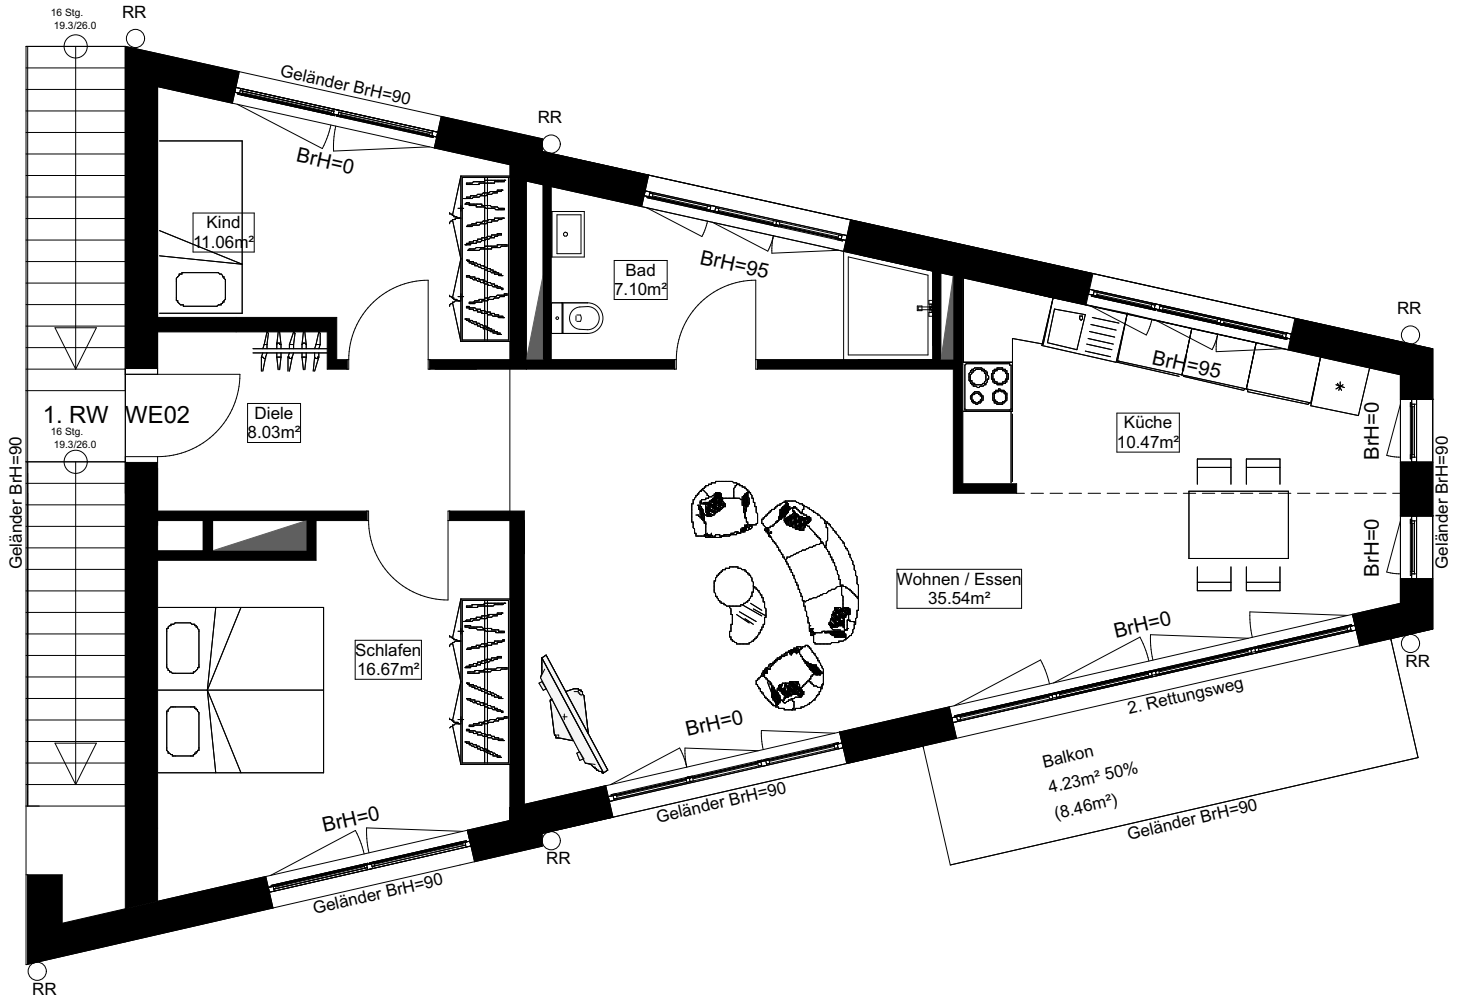 16 Stg.
19.3/26.0
RR
Geländer BrH=90
BrH=0
RR
Kind
11.06m²
Bad
7.10m²
BrH=95
RR
BrH=95
Diele
8.03m²
1. RW
WE02
16 Stg.
19.3/26.0
Küche
10.47m²
BrH=0
Geländer BrH=90
Geländer BrH=90
BrH=0
Wohnen / Essen
35.54m²
Schlafen
16.67m²
BrH=0
RR
2. Rettungsweg
BrH=0
Balkon
4.23m² 50%
(8.46m²)
Geländer BrH=90
Geländer BrH=90
BrH=0
RR
Geländer BrH=90
RR